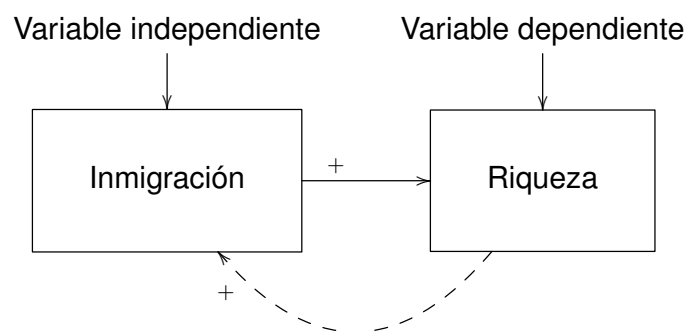 Variable independiente
Variable dependiente
Inmigración
+
Riqueza
+